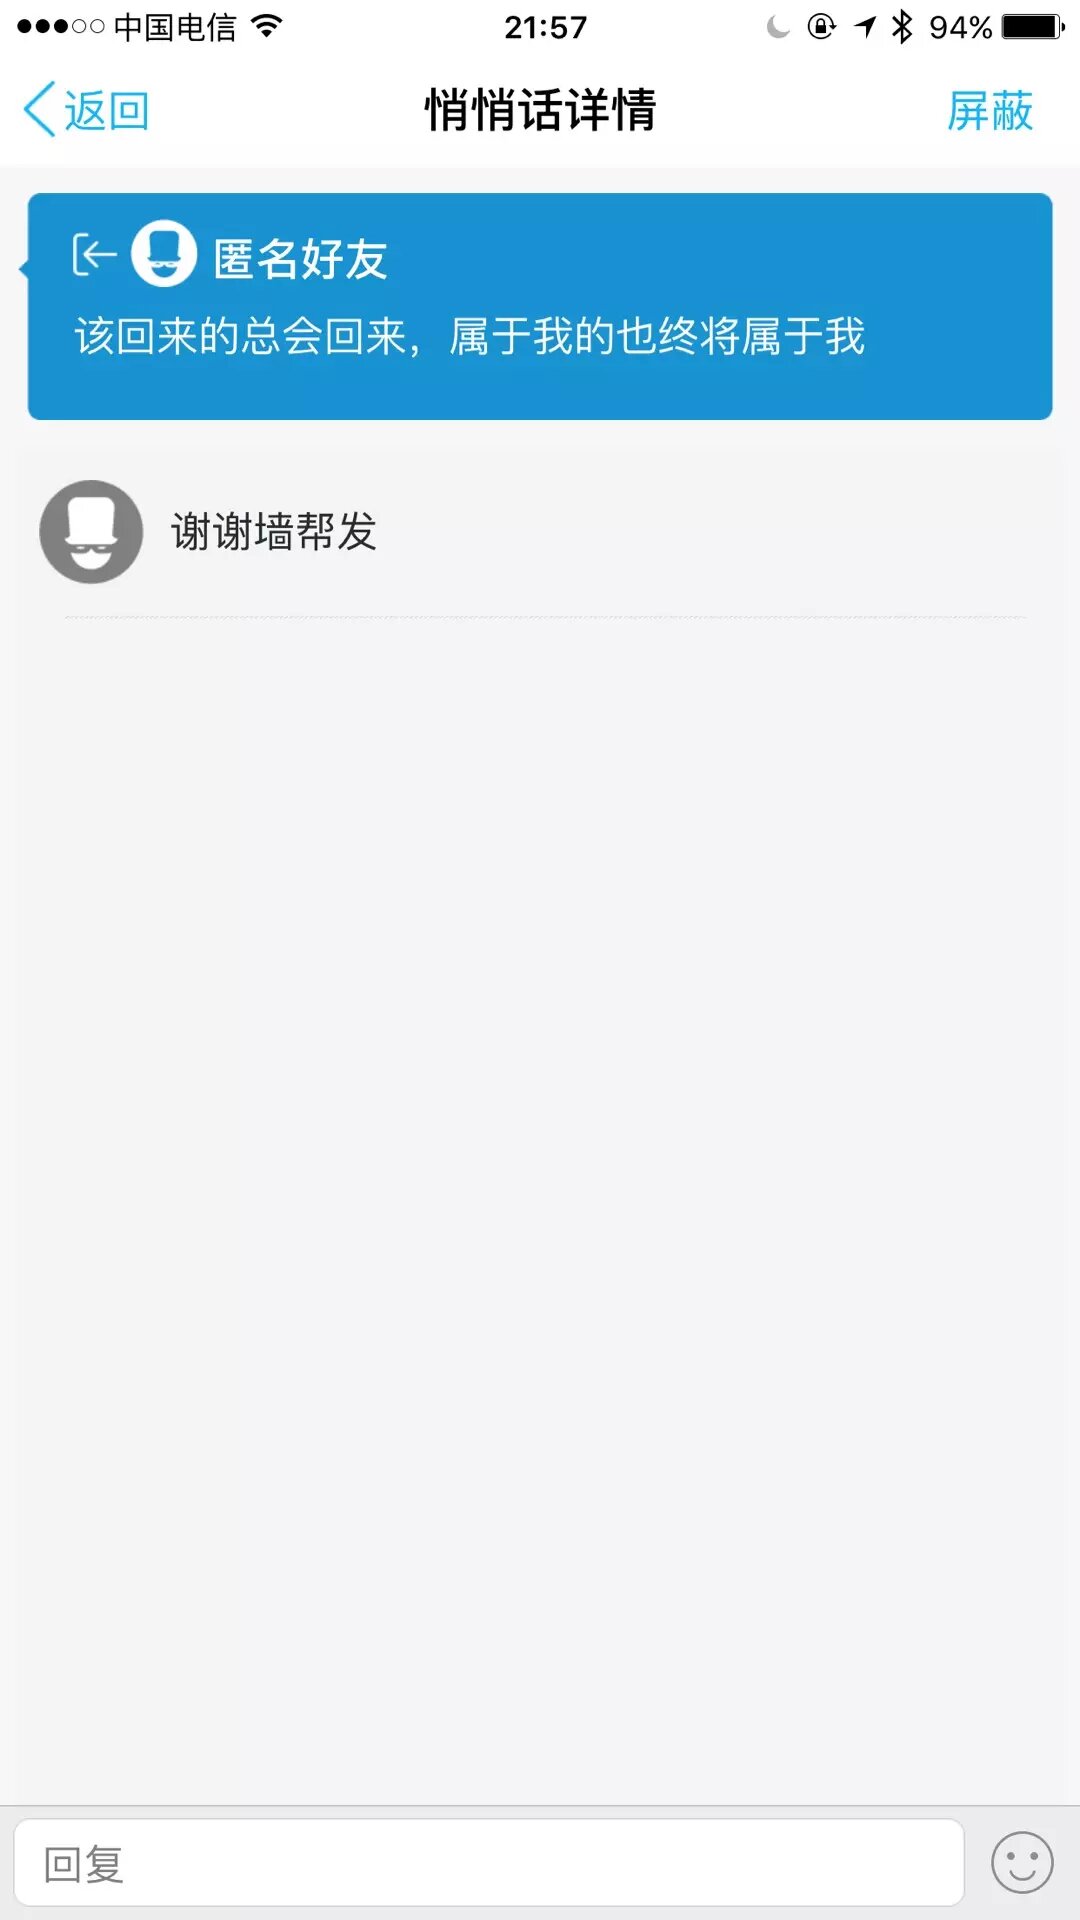 中国电信 21:57 94%
返回 悄悄话详情 屏蔽
匿名好友
该回来的总会回来，属于我的也终将属于我
谢谢墙帮发
回复